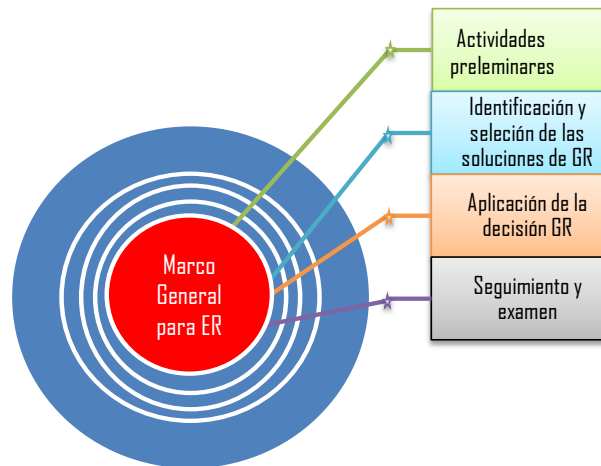 Marco
General
para ER
Actividades
preleminares
Identificación y
seleción de las
soluciones de GR
Aplicación de la
decisión GR
Seguimiento y
examen